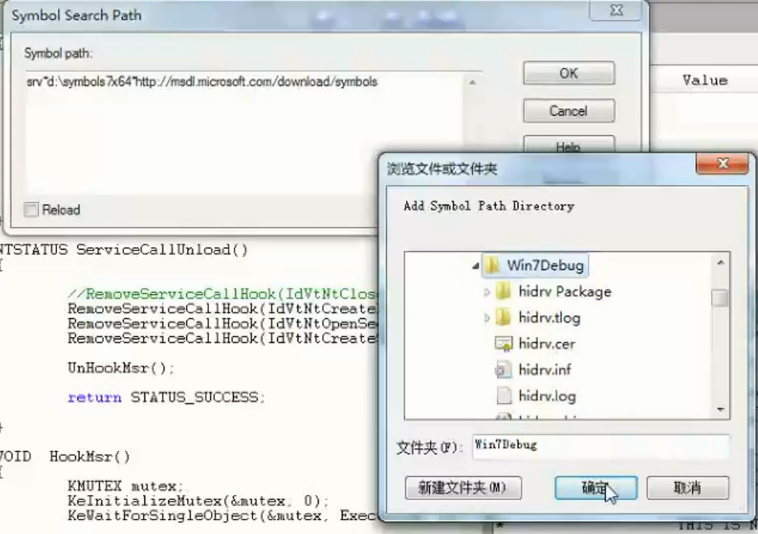 Symbol Search Path
Symbol path:
srv*d:\symbols7x64*http://msdl.microsoft.com/download/symbols
OK
Cancel
Help
Reload
Value
浏览文件或文件夹
Add Symbol Path Directory
Win7Debug
hidrv Package
hidrv.tlog
hidrv.cer
hidrv.inf
hidrv.log
文件夹(F):
Win7Debug
新建文件夹(M)
确定
取消
NTSTATUS ServiceCallUnload()
{
//RemoveServiceCallHook(IdVtNtClos
RemoveServiceCallHook(IdVtNtCreate
RemoveServiceCallHook(IdVtNtOpenSe
RemoveServiceCallHook(IdVtNtCreate
UnHookMsr();
return STATUS_SUCCESS;
}
VOID HookMsr()
{
KMUTEX mutex;
KeInitializeMutex(&mutex, 0);
KeWaitForSingleObject(&mutex, Exec
* THIS IS N